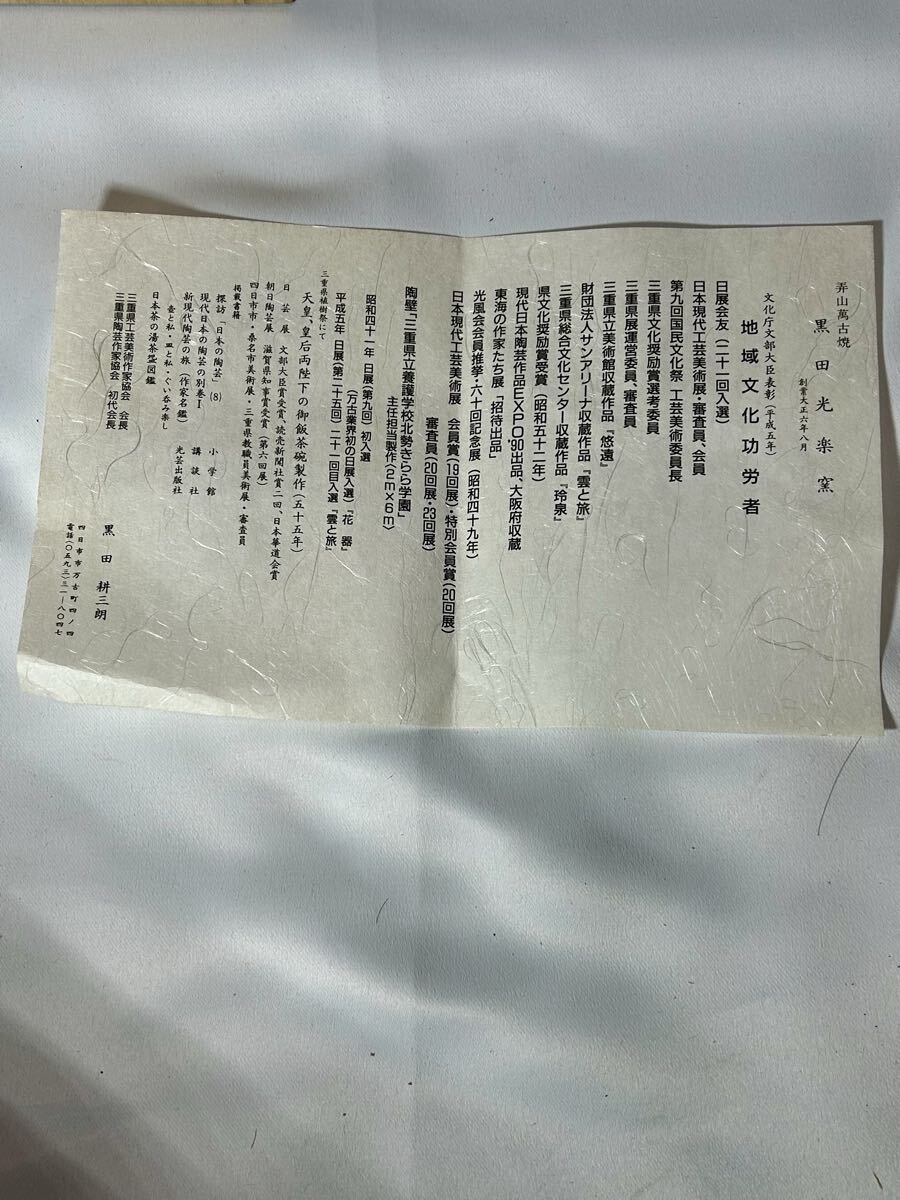 弄山萬古焼
黒田光楽窯
創業大正六年八月
文化庁文部大臣表彰(平成五年)
地域文化功労者
日展会友(二十一回入選)
日本現代工芸美術展・審査員、会員
第九回国民文化祭 工芸美術委員長
三重県文化奨励賞選考委員
三重県展運営委員、審査員
三重県立美術館収蔵作品『悠遠』
財団法人サンアリーナ収蔵作品『雲と旅』
三重県総合文化センター収蔵作品『玲泉』
県文化奨励賞受賞(昭和五十二年)
現代日本陶芸作品EXPO'90出品、大阪府収蔵
東海の作家たち展「招待出品」
光風会会員推挙・六十回記念展(昭和四十九年)
日本現代工芸美術展 会員賞(19回展)・特別会員賞(20回展)
審査員(20回展・23回展)
陶壁「三重県立養護学校北勢きらら学園」
主任担当製作(2m×6m)
昭和四十一年 日展(第九回)初入選
(万古業界初の日展入選)『花器』
平成五年 日展(第二十五回)二十一回目入選『雲と旅』
三重県植樹祭にて
天皇、皇后両陛下の御飯茶碗製作(五十五年)
日芸展 文部大臣賞受賞、読売新聞社賞二回、日本華道会賞
朝日陶芸展 滋賀県知事賞受賞(第六回展)
四日市市・桑名市美術展・三重県教職員美術展・審査員
掲載書籍
探訪「日本の陶芸」(8) 小学館
現代日本の陶芸の別巻Ⅰ 講談社
新現代陶芸の旅(作家名鑑) 光芸出版社
壷と私・皿と私・ぐい呑み楽し
日本茶の湯茶盌図鑑
三重県工芸美術作家協会 会長
三重県陶芸作家協会 初代会長
黒田耕三朗
四日市市万古町四ノ四
電話(〇五九三)三一―八〇四七